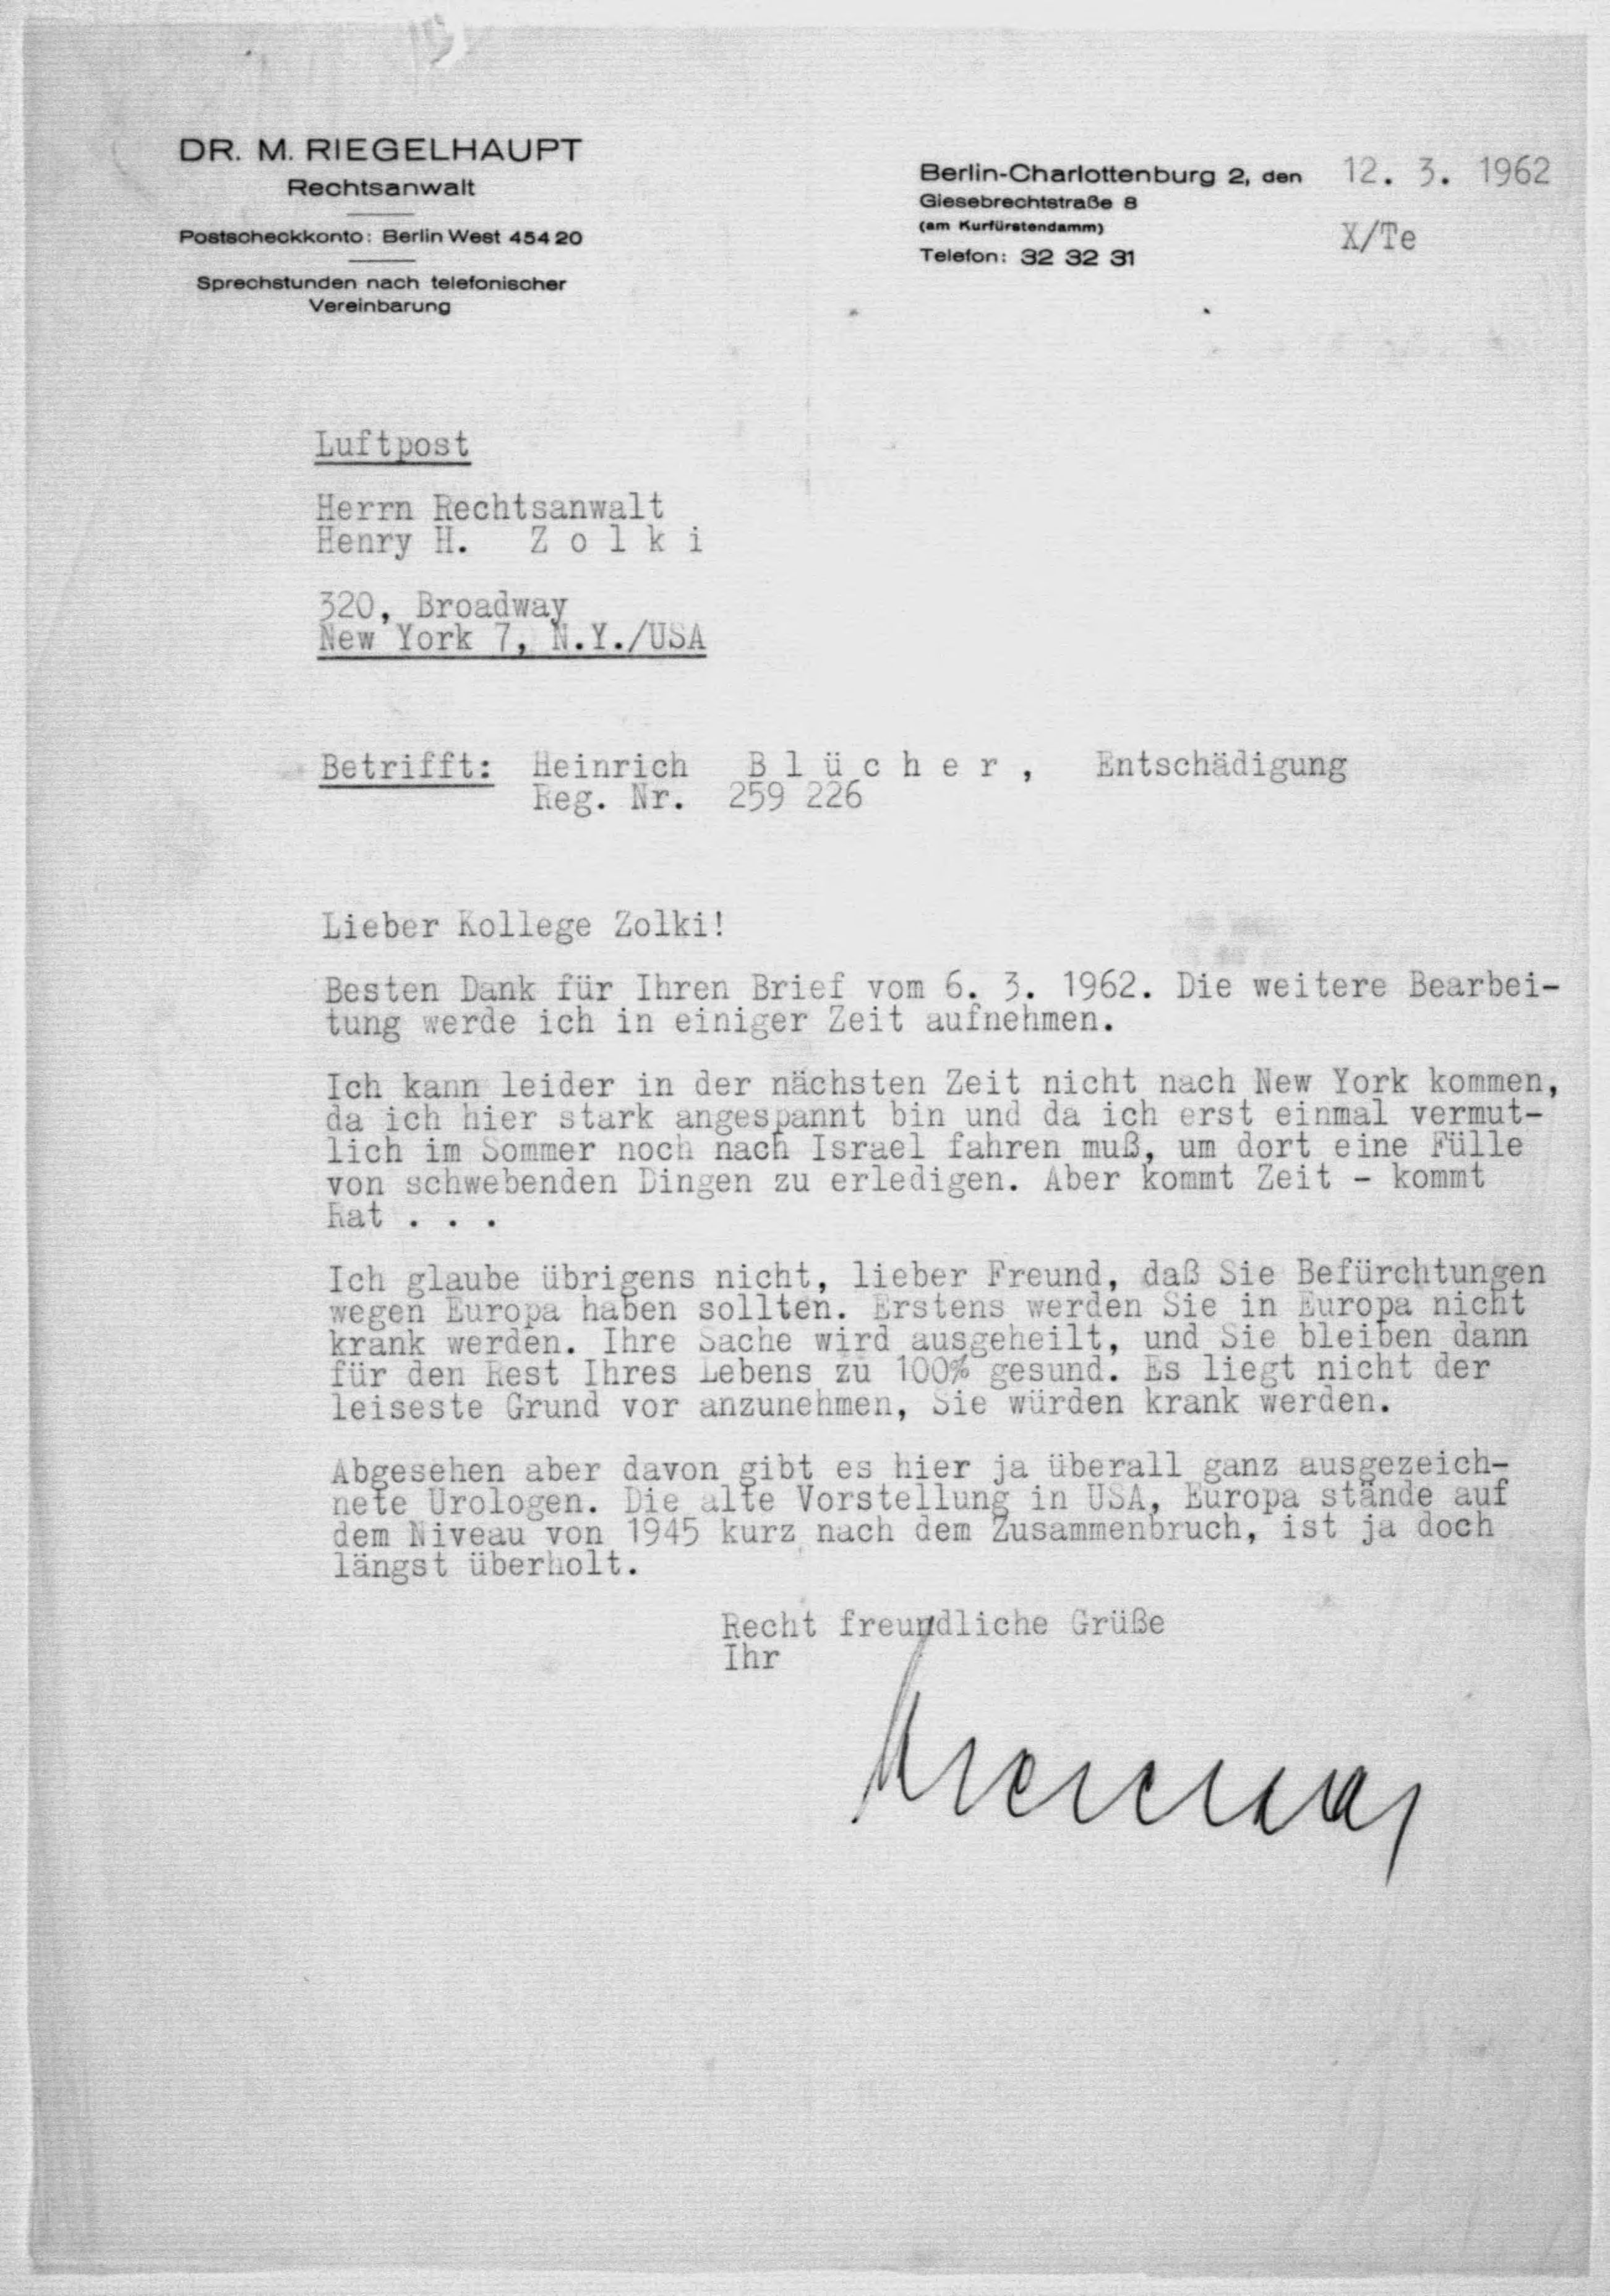 DR. M. RIEGELHAUPT
Rechtsanwalt
Postscheckkonto: Berlin West 454 20
Sprechstunden nach telefonischer
Vereinbarung
Berlin-Charlottenburg 2, den 12. 3. 1962
Giesebrechtstraße 8
(am Kurfürstendamm)
Telefon: 32 32 31
X/Te
Luftpost
Herrn Rechtsanwalt
Henry H. Z o l k i
320, Broadway
New York 7, N.Y./USA
Betrifft: Heinrich B l ü c h e r , Entschädigung
Reg. Nr. 259 226
Lieber Kollege Zolki!
Besten Dank für Ihren Brief vom 6. 3. 1962. Die weitere Bearbei-
tung werde ich in einiger Zeit aufnehmen.
Ich kann leider in der nächsten Zeit nicht nach New York kommen,
da ich hier stark angespannt bin und da ich erst einmal vermut-
lich im Sommer noch nach Israel fahren muß, um dort eine Fülle
von schwebenden Dingen zu erledigen. Aber kommt Zeit - kommt
Rat . . .
Ich glaube übrigens nicht, lieber Freund, daß Sie Befürchtungen
wegen Europa haben sollten. Erstens werden Sie in Europa nicht
krank werden. Ihre Sache wird ausgeheilt, und Sie bleiben dann
für den Rest Ihres Lebens zu 100% gesund. Es liegt nicht der
leiseste Grund vor anzunehmen, Sie würden krank werden.
Abgesehen aber davon gibt es hier ja überall ganz ausgezeich-
nete Urologen. Die alte Vorstellung in USA, Europa stände auf
dem Niveau von 1945 kurz nach dem Zusammenbruch, ist ja doch
längst überholt.
Recht freundliche Grüße
Ihr